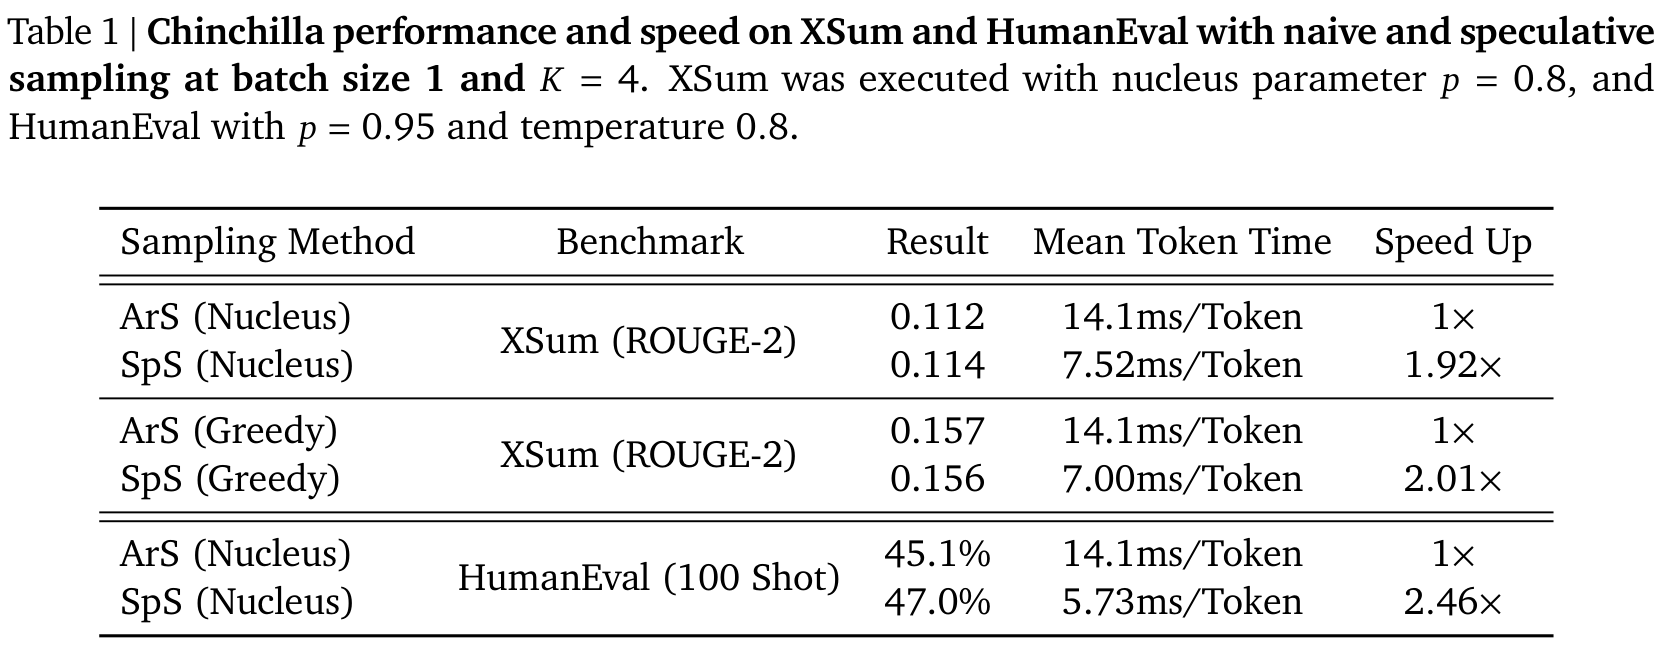 Table 1 | Chinchilla performance and speed on XSum and HumanEval with naive and speculative
sampling at batch size 1 and K = 4. XSum was executed with nucleus parameter p = 0.8, and
HumanEval with p = 0.95 and temperature 0.8.
Sampling Method Benchmark Result Mean Token Time Speed Up
ArS (Nucleus) 0.112 14.1ms/Token 1×
XSum (ROUGE-2)
SpS (Nucleus) 0.114 7.52ms/Token 1.92×
ArS (Greedy) 0.157 14.1ms/Token 1×
XSum (ROUGE-2)
SpS (Greedy) 0.156 7.00ms/Token 2.01×
ArS (Nucleus) 45.1% 14.1ms/Token 1×
HumanEval (100 Shot)
SpS (Nucleus) 47.0% 5.73ms/Token 2.46×